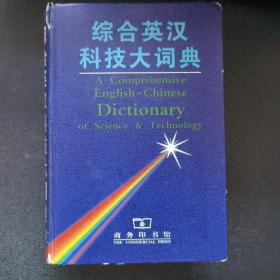 综合英汉
科技大词典
A Comprehensive
English-Chinese
Dictionary
of Science & Technology
商务印书馆
THE COMMERCIAL PRESS